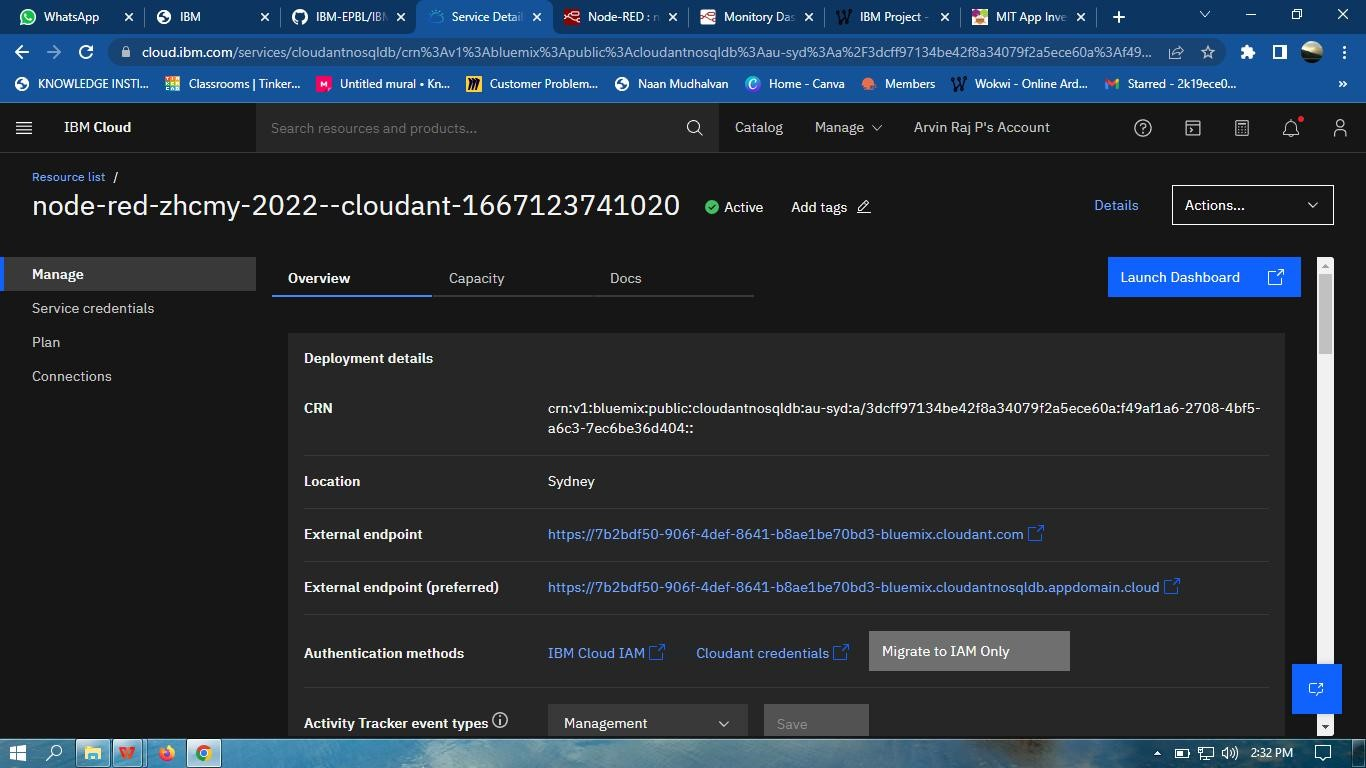 WhatsApp
IBM
IBM-EPBL/IBM
Service Detail
Node-RED : n
Monitory Das
IBM Project -
MIT App Inve
cloud.ibm.com/services/cloudantnosqldb/crn%3Av1%3Abluemix%3Apublic%3Acloudantnosqldb%3Aau-syd%3Aa%2F3dcff97134be42f8a34079f2a5ece60a%3Af49...
KNOWLEDGE INSTI...
Classrooms | Tinker...
Untitled mural • Kn...
Customer Problem...
Naan Mudhalvan
Home - Canva
Members
Wokwi - Online Ard...
Starred - 2k19ece0...
»
IBM Cloud
Search resources and products...
Catalog
Manage
Arvin Raj P's Account
Resource list /
node-red-zhcmy-2022--cloudant-1667123741020
Active
Add tags
Details
Actions...
Manage
Service credentials
Plan
Connections
Overview
Capacity
Docs
Launch Dashboard
Deployment details
CRN
crn:v1:bluemix:public:cloudantnosqldb:au-syd:a/3dcff97134be42f8a34079f2a5ece60a:f49af1a6-2708-4bf5-
a6c3-7ec6be36d404::
Location
Sydney
External endpoint
https://7b2bdf50-906f-4def-8641-b8ae1be70bd3-bluemix.cloudant.com
External endpoint (preferred)
https://7b2bdf50-906f-4def-8641-b8ae1be70bd3-bluemix.cloudantnosqldb.appdomain.cloud
Authentication methods
IBM Cloud IAM
Cloudant credentials
Migrate to IAM Only
Activity Tracker event types
Management
Save
2:32 PM